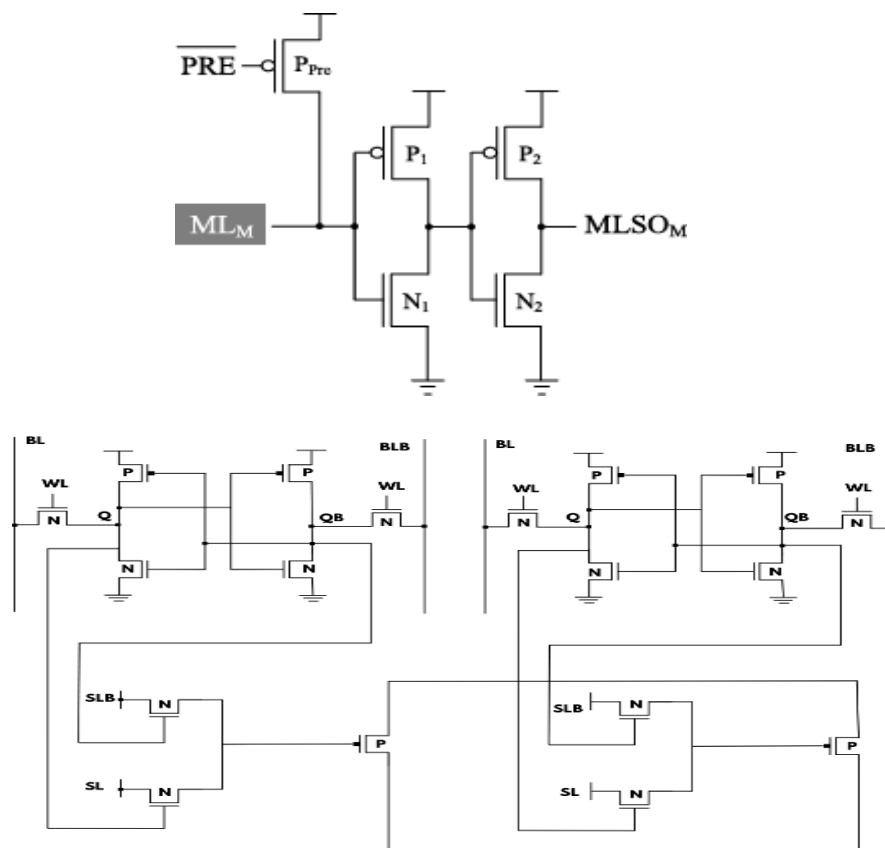 PRE P_Pre
P₁ P₂
ML_M MLSO_M
N₁ N₂
BL BLB BL BLB
P P P P
WL WL WL WL
N Q QB N N Q QB N
N N N N
SLB N SLB N
P P
SL N SL N